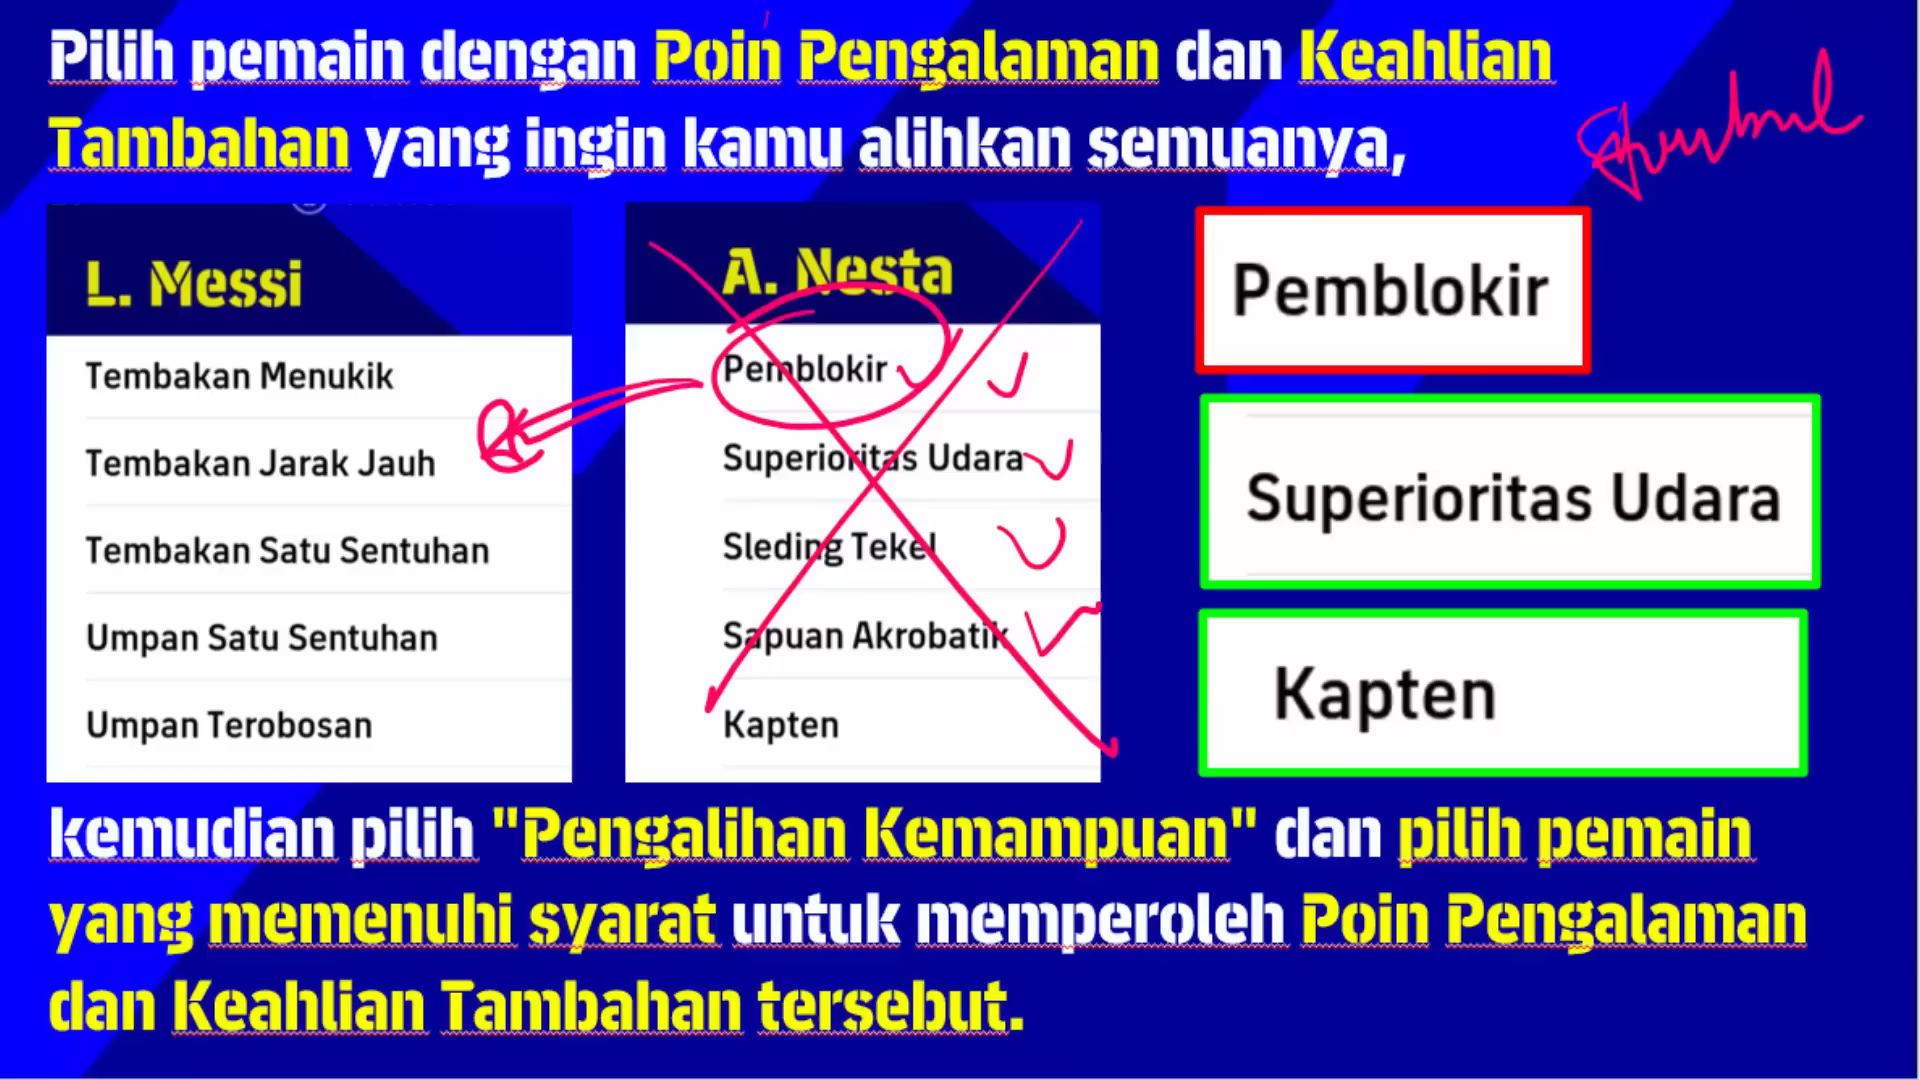 Pilih pemain dengan Poin Pengalaman dan Keahlian
Tambahan yang ingin kamu alihkan semuanya,
L. Messi
Tembakan Menukik
Tembakan Jarak Jauh
Tembakan Satu Sentuhan
Umpan Satu Sentuhan
Umpan Terobosan
A. Nesta
Pemblokir
Superioritas Udara
Sleding Tekel
Sapuan Akrobatik
Kapten
Pemblokir
Superioritas Udara
Kapten
kemudian pilih "Pengalihan Kemampuan" dan pilih pemain
yang memenuhi syarat untuk memperoleh Poin Pengalaman
dan Keahlian Tambahan tersebut.